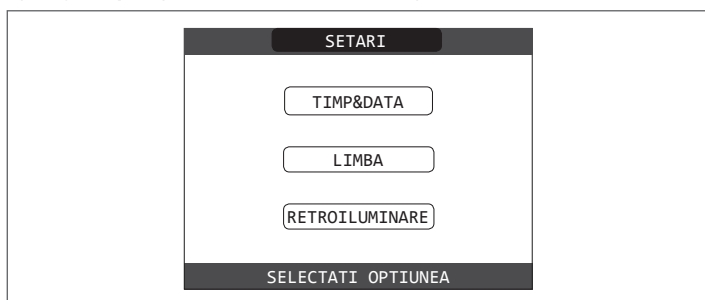 SETARI
TIMP&DATA
LIMBA
RETROILUMINARE
SELECTATI OPTIUNEA